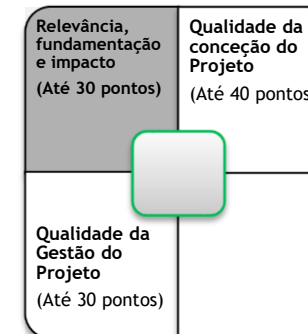 Relevância,
fundamentação
e impacto
(Até 30 pontos)
Qualidade da
conceção do
Projeto
(Até 40 pontos
Qualidade da
Gestão do
Projeto
(Até 30 pontos)